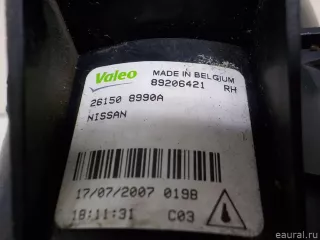 Valeo MADE IN BELGIUM
89206421 RH
26150 8990A
NISSAN
17/07/2007 0198
18:11:31 C03
© eaural.ru